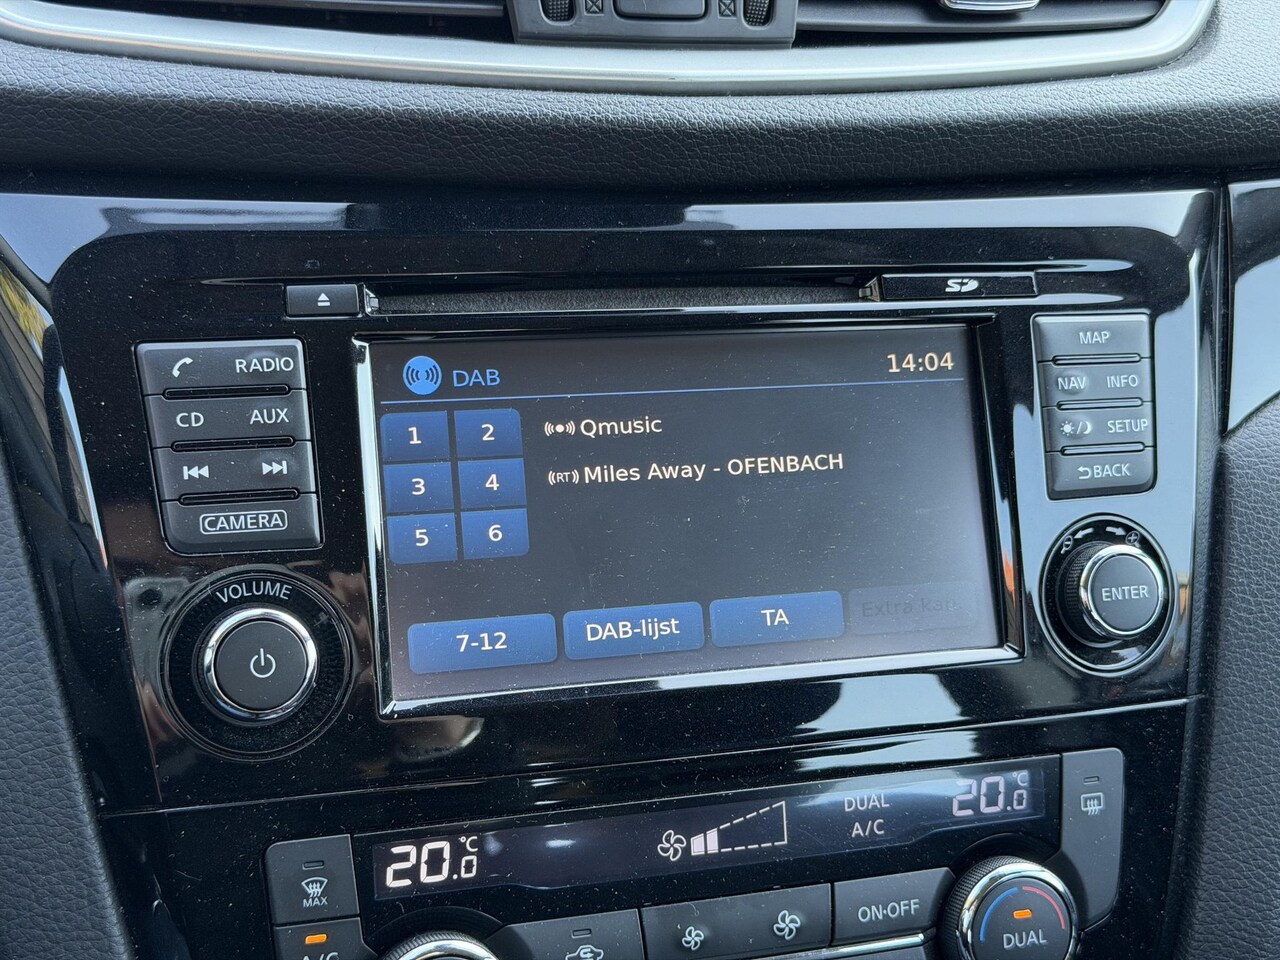 SD
RADIO
CD AUX
CAMERA
VOLUME
DAB
14:04
1 2
3 4
5 6
Qmusic
(RT) Miles Away - OFENBACH
7-12
DAB-lijst
TA
Extra
MAP
NAV INFO
SETUP
BACK
ENTER
20.0 °C
DUAL
A/C
20.0 °C
MAX
A/C
ON·OFF
DUAL